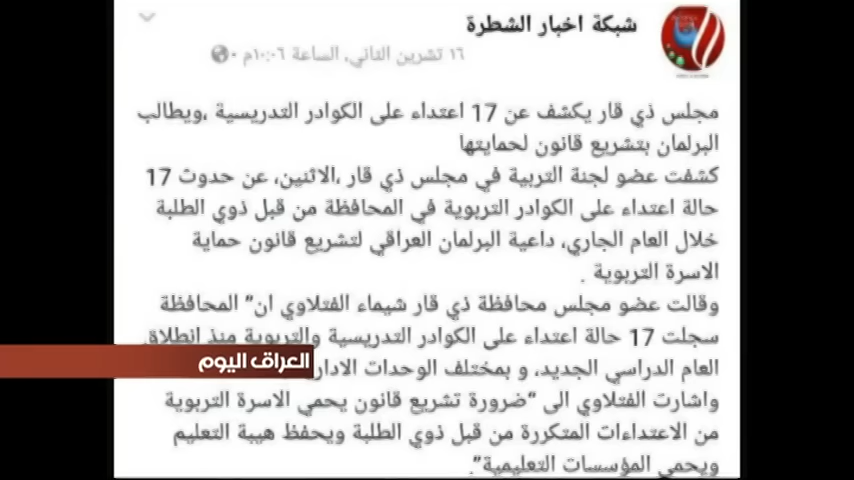 شبكة اخبار الشطرة
١٦ تشرين الثاني، الساعة ١٠:٠٦م •
مجلس ذي قار يكشف عن 17 اعتداء على الكوادر التدريسية ،ويطالب
البرلمان بتشريع قانون لحمايتها
كشفت عضو لجنة التربية في مجلس ذي قار ،الاثنين، عن حدوث 17
حالة اعتداء على الكوادر التربوية في المحافظة من قبل ذوي الطلبة
خلال العام الجاري، داعية البرلمان العراقي لتشريع قانون حماية
الاسرة التربوية .
وقالت عضو مجلس محافظة ذي قار شيماء الفتلاوي ان" المحافظة
سجلت 17 حالة اعتداء على الكوادر التدريسية والتربوية منذ انطلاق
العام الدراسي الجديد، و بمختلف الوحدات
العراق اليوم
واشارت الفتلاوي الى "ضرورة تشريع قانون يحمي الاسرة التربوية
من الاعتداءات المتكررة من قبل ذوي الطلبة ويحفظ هيبة التعليم
ويحمي المؤسسات التعليمية".